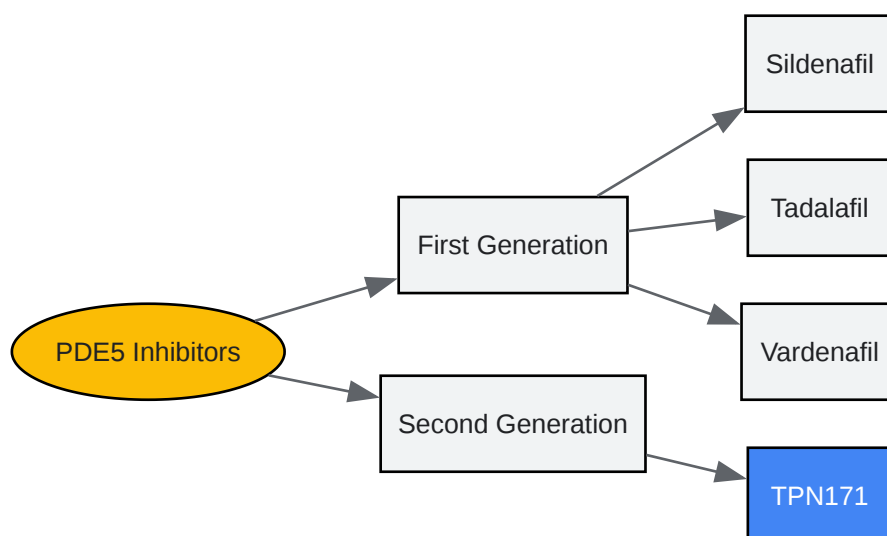 Sildenafil
Tadalafil
First Generation
PDE5 Inhibitors
Vardenafil
Second Generation
TPN171